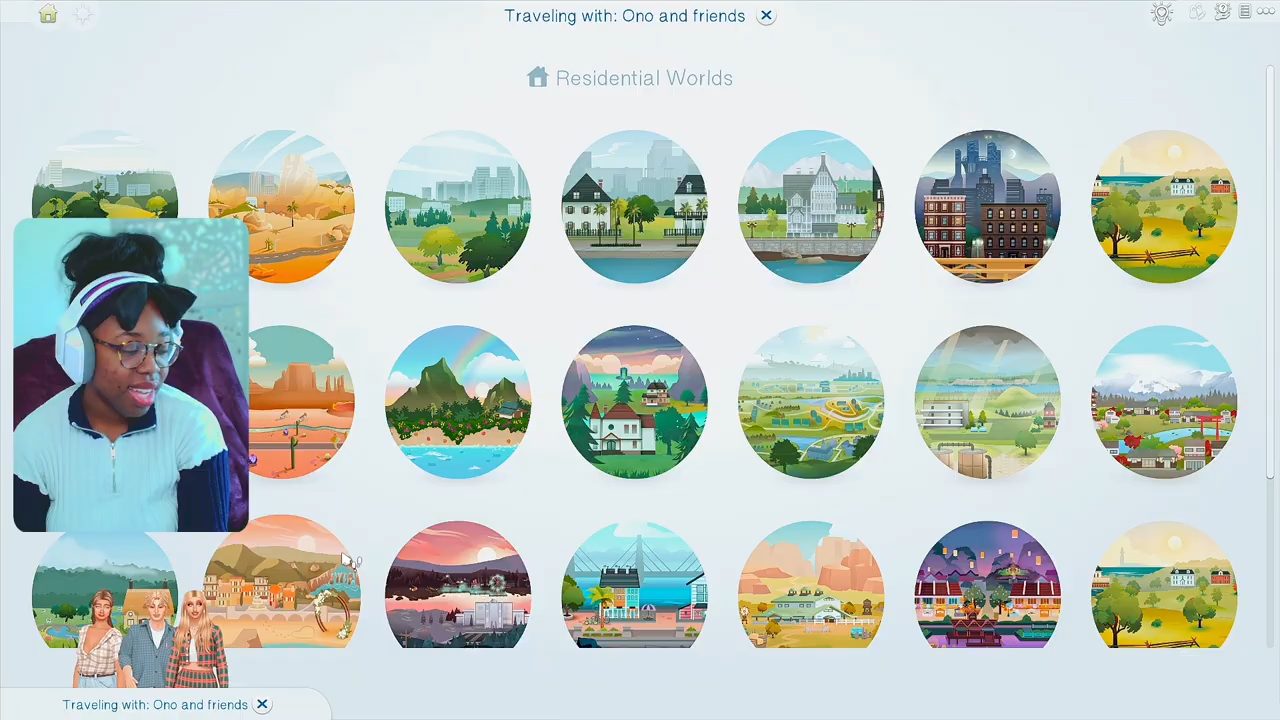 Traveling with: Ono and friends
Residential Worlds
Traveling with: Ono and friends